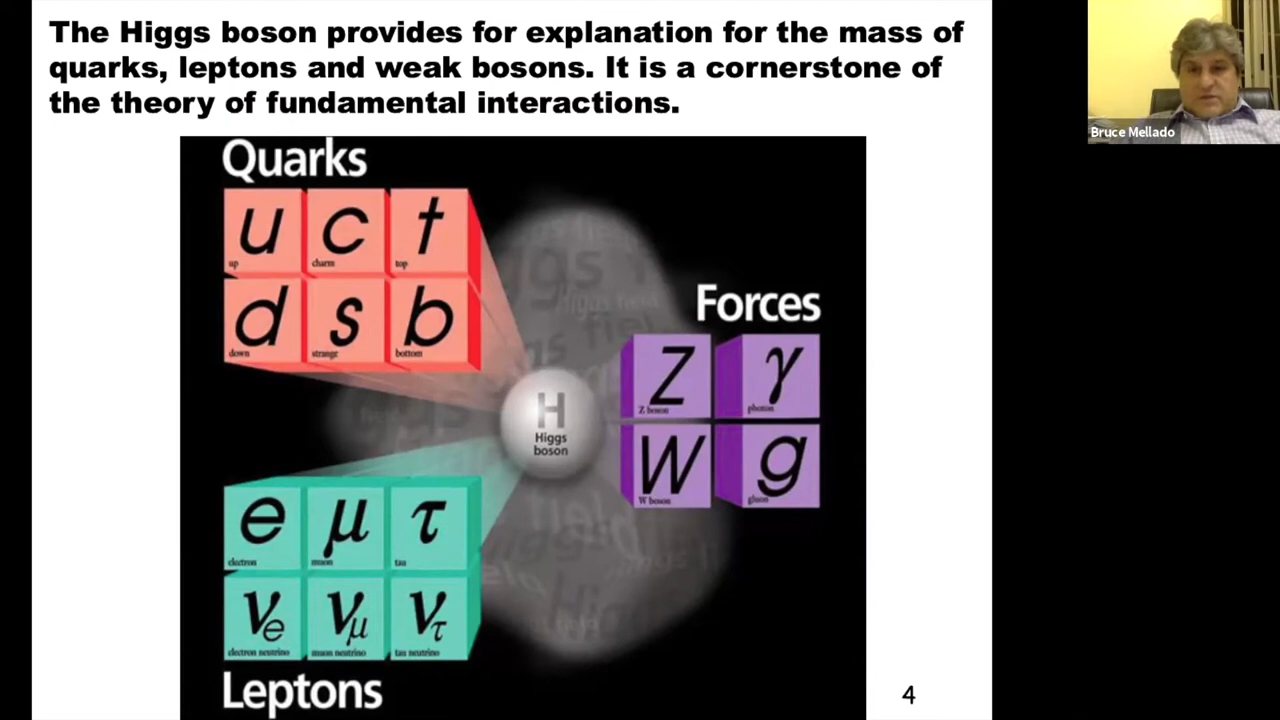 The Higgs boson provides for explanation for the mass of
quarks, leptons and weak bosons. It is a cornerstone of
the theory of fundamental interactions.
Bruce Mellado
Quarks
u c t
up charm top
d s b
down strange bottom
Forces
Z γ
Z boson photon
W g
W boson gluon
H
Higgs
boson
e μ τ
electron muon tau
νe νμ ντ
electron neutrino muon neutrino tau neutrino
Leptons
4